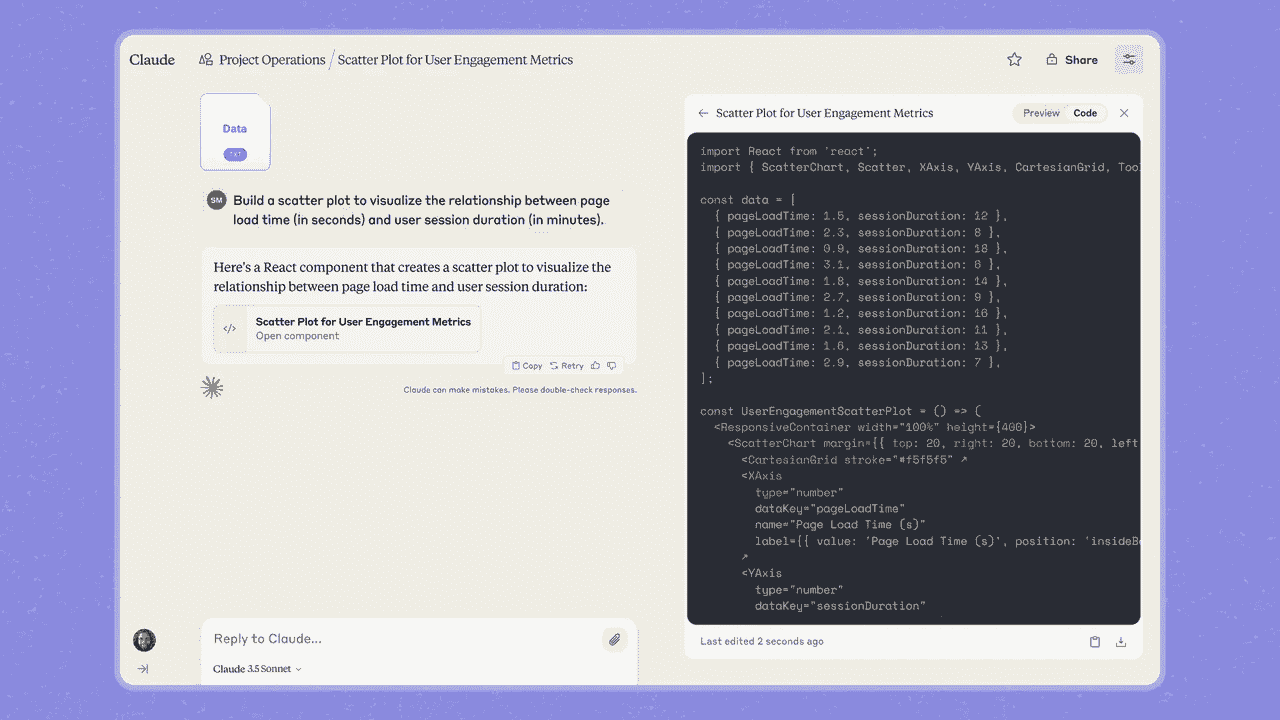 Claude
Project Operations / Scatter Plot for User Engagement Metrics
Share
Data
TXT
SM
Build a scatter plot to visualize the relationship between page
load time (in seconds) and user session duration (in minutes).
Here's a React component that creates a scatter plot to visualize the
relationship between page load time and user session duration:
</>
Scatter Plot for User Engagement Metrics
Open component
Copy
Retry
Claude can make mistakes. Please double-check responses.
Reply to Claude...
Claude 3.5 Sonnet
Scatter Plot for User Engagement Metrics
Preview
Code
import React from 'react';
import { ScatterChart, Scatter, XAxis, YAxis, CartesianGrid, Too
const data = [
{ pageLoadTime: 1.5, sessionDuration: 12 },
{ pageLoadTime: 2.3, sessionDuration: 8 },
{ pageLoadTime: 0.9, sessionDuration: 18 },
{ pageLoadTime: 3.1, sessionDuration: 6 },
{ pageLoadTime: 1.8, sessionDuration: 14 },
{ pageLoadTime: 2.7, sessionDuration: 9 },
{ pageLoadTime: 1.2, sessionDuration: 16 },
{ pageLoadTime: 2.1, sessionDuration: 11 },
{ pageLoadTime: 1.6, sessionDuration: 13 },
{ pageLoadTime: 2.9, sessionDuration: 7 },
];
const UserEngagementScatterPlot = () => (
<ResponsiveContainer width="100%" height={400}>
<ScatterChart margin={{ top: 20, right: 20, bottom: 20, left
<CartesianGrid stroke="#f5f5f5" ↗
<XAxis
type="number"
dataKey="pageLoadTime"
name="Page Load Time (s)"
label={{ value: 'Page Load Time (s)', position: 'insideBo
↗
<YAxis
type="number"
dataKey="sessionDuration"
Last edited 2 seconds ago